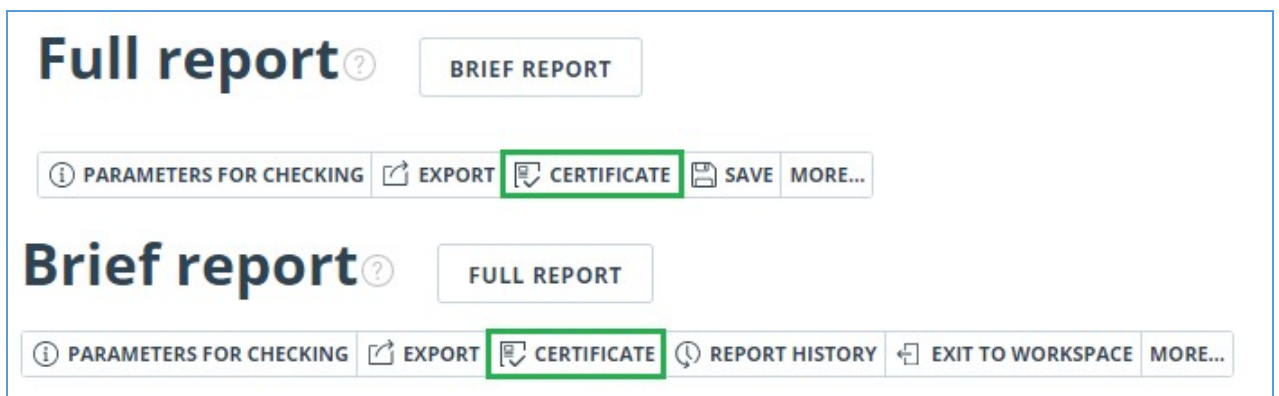 Full report ? BRIEF REPORT
PARAMETERS FOR CHECKING EXPORT CERTIFICATE SAVE MORE...
Brief report ? FULL REPORT
PARAMETERS FOR CHECKING EXPORT CERTIFICATE REPORT HISTORY EXIT TO WORKSPACE MORE...